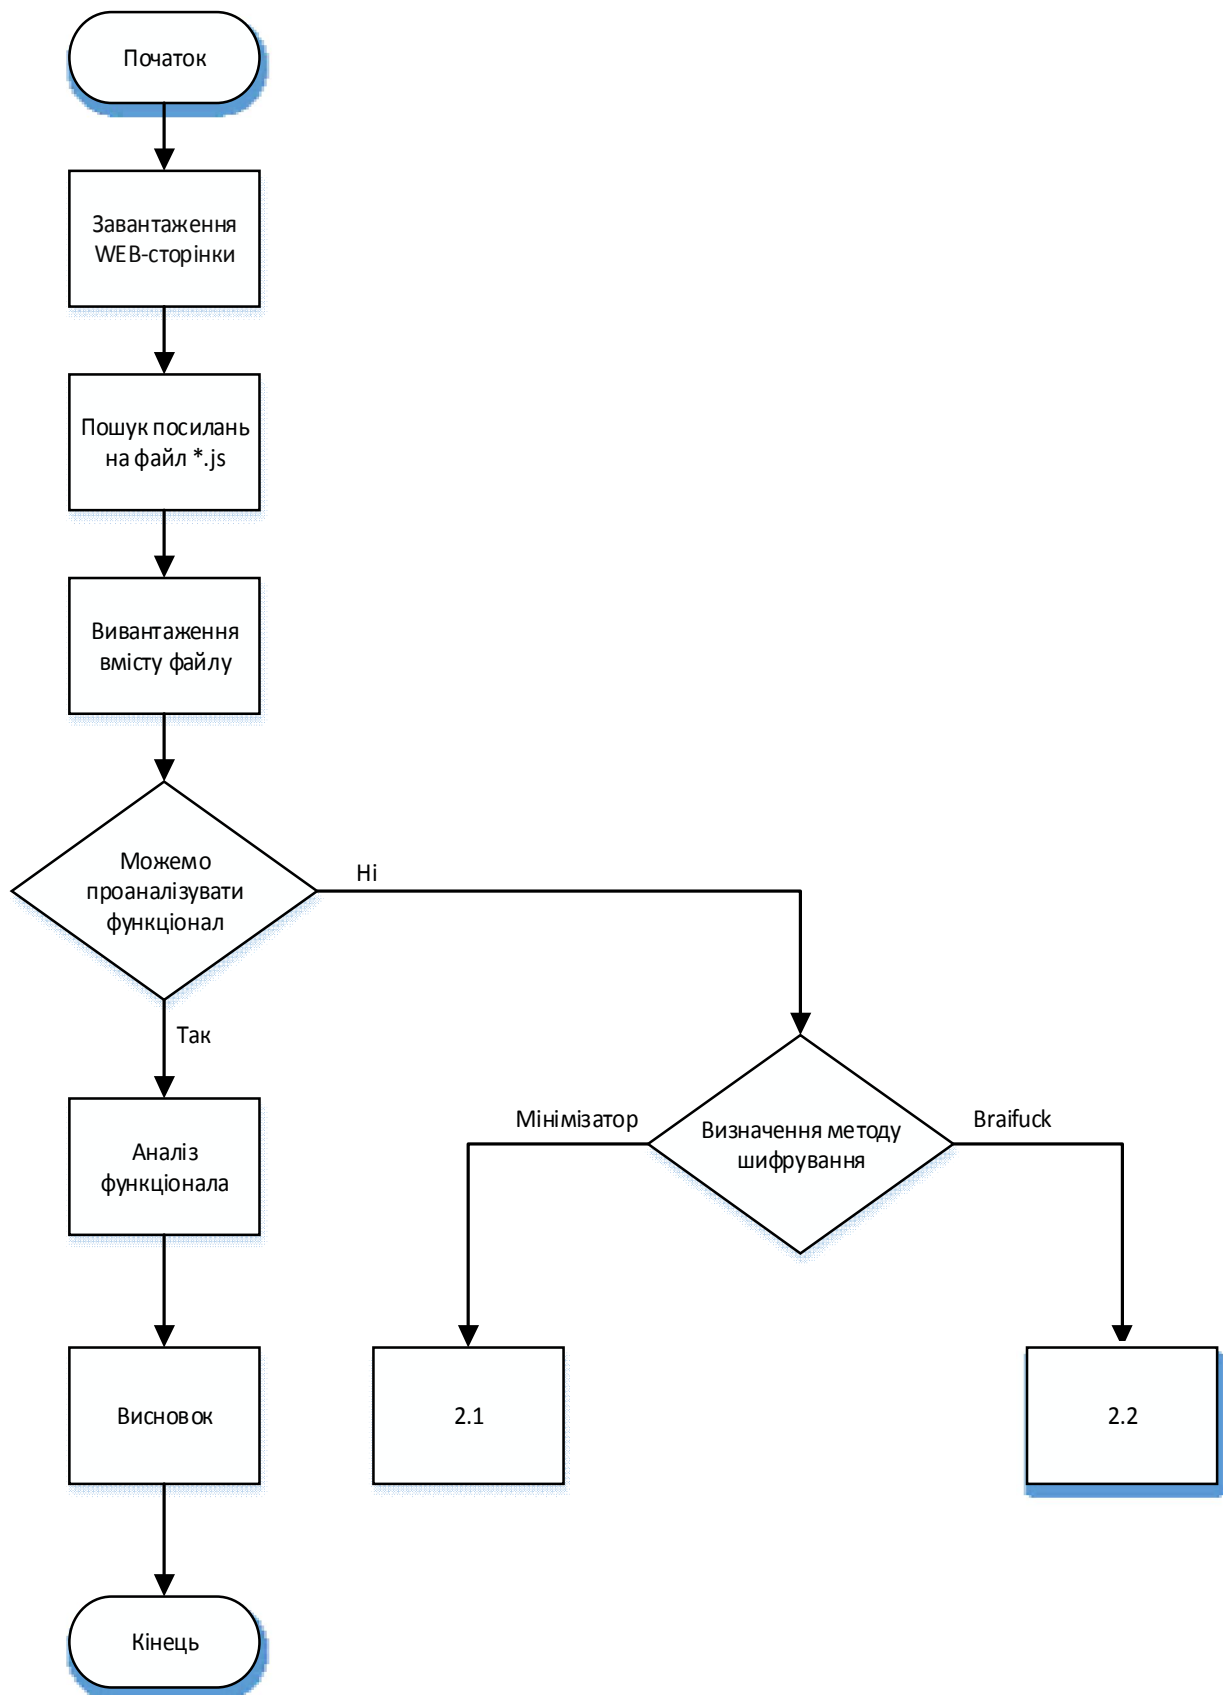 Початок
Завантаження
WEB-сторінки
Пошук посилань
на файл *.js
Вивантаження
вмісту файлу
Можемо
проаналізувати
функціонал
Ні
Так
Мінімізатор
Визначення методу
шифрування
Braifuck
Аналіз
функціонала
Висновок
2.1
2.2
Кінець